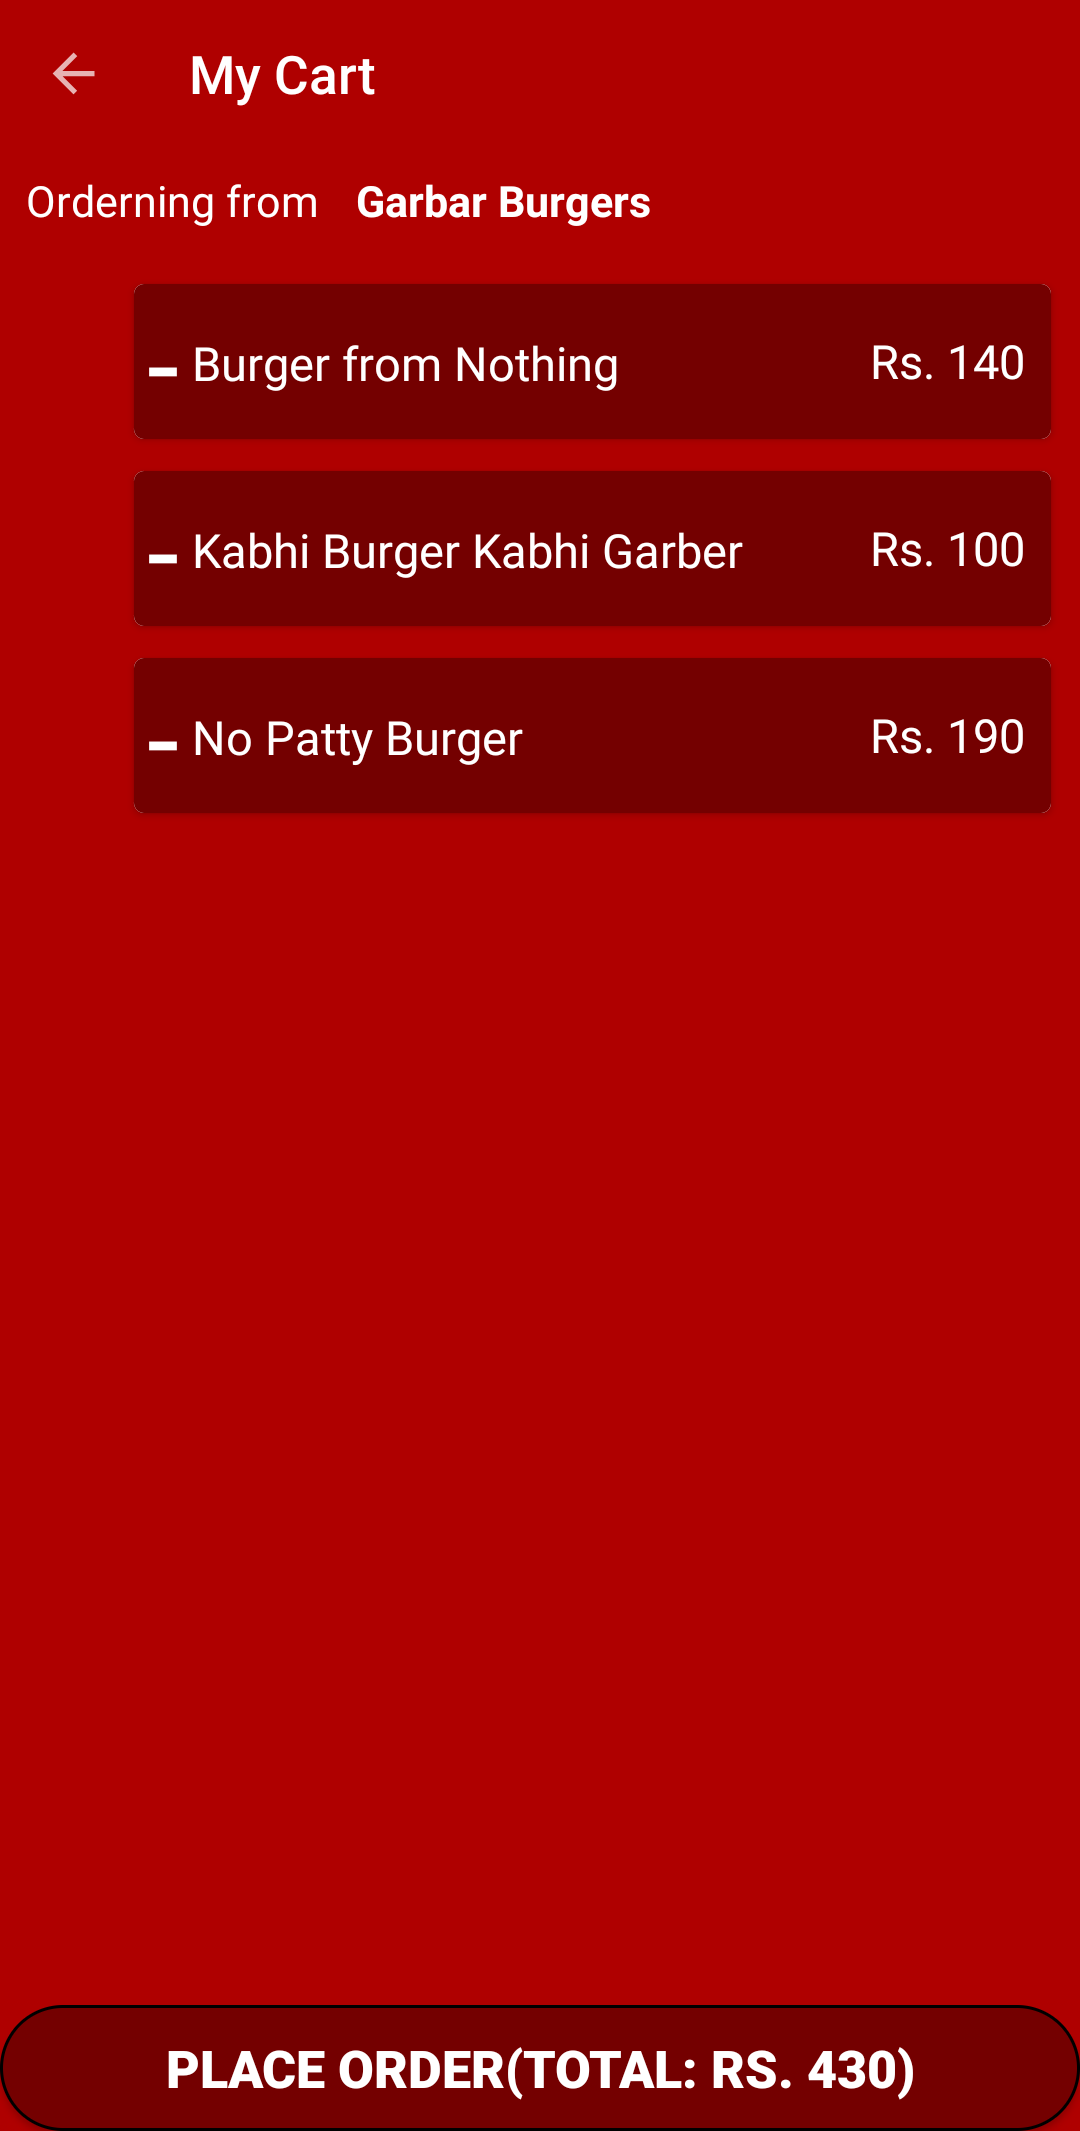 My Cart
Orderning from Garbar Burgers
Burger from Nothing Rs. 140
Kabhi Burger Kabhi Garber Rs. 100
No Patty Burger Rs. 190
PLACE ORDER(TOTAL: RS. 430)